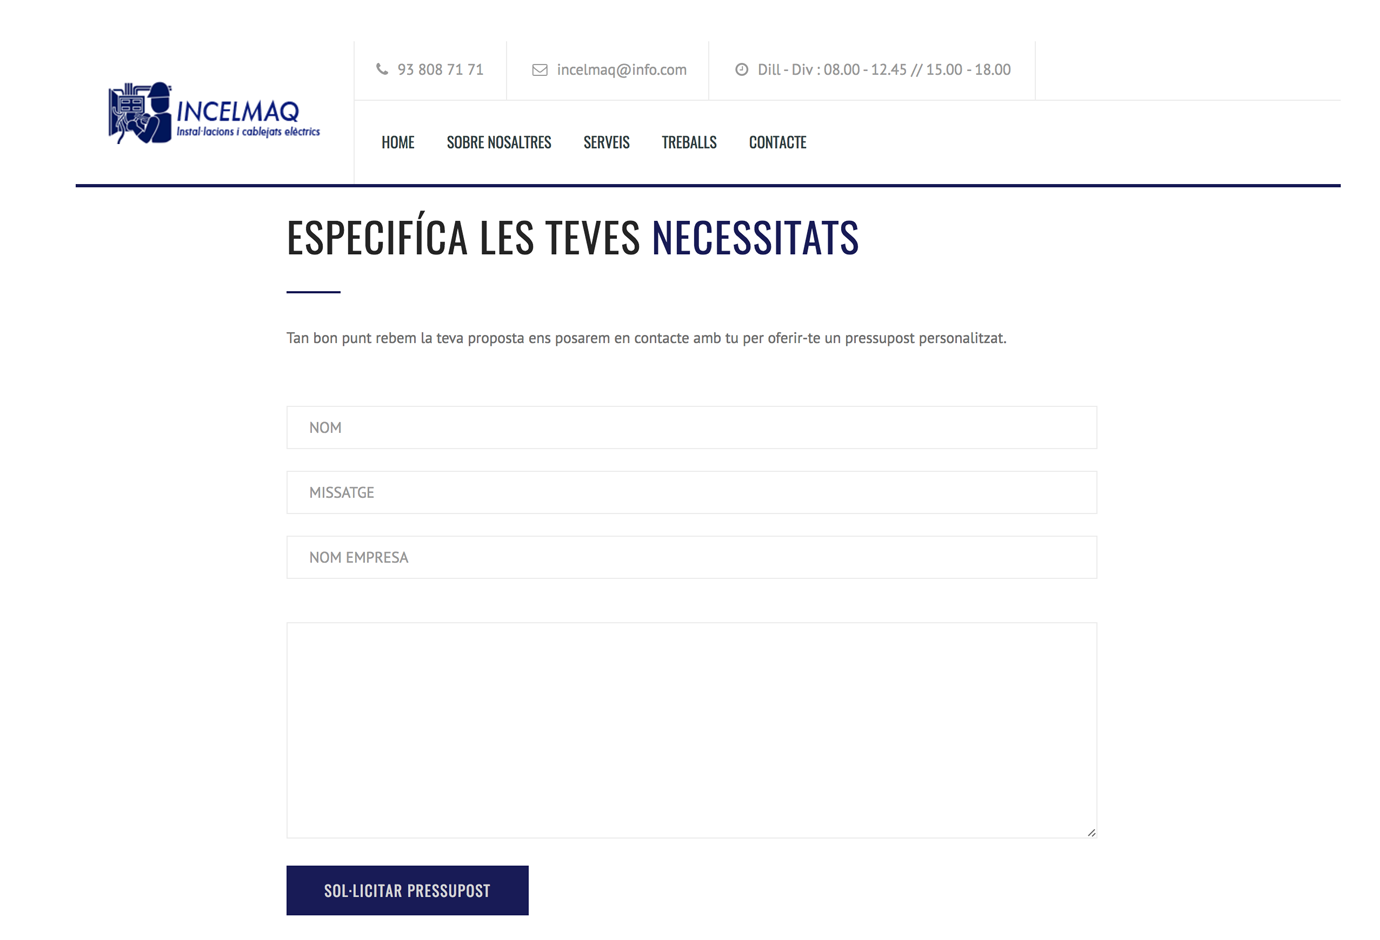 INCELMAQ
Instal·lacions i cablejats elèctrics
93 808 71 71
incelmaq@info.com
Dill - Div : 08.00 - 12.45 // 15.00 - 18.00
HOME SOBRE NOSALTRES SERVEIS TREBALLS CONTACTE
ESPECIFÍCA LES TEVES NECESSITATS
Tan bon punt rebem la teva proposta ens posarem en contacte amb tu per oferir-te un pressupost personalitzat.
NOM
MISSATGE
NOM EMPRESA
SOL·LICITAR PRESSUPOST